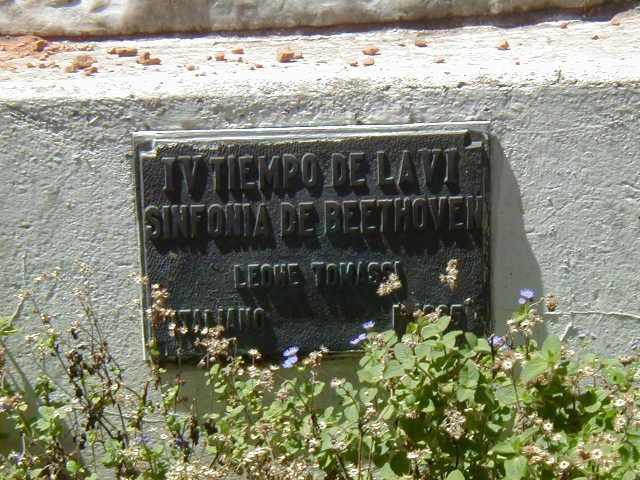 IV TIEMPO DE LA VI
SINFONIA DE BEETHOVEN
LEONE TOMASSI
ITALIANO